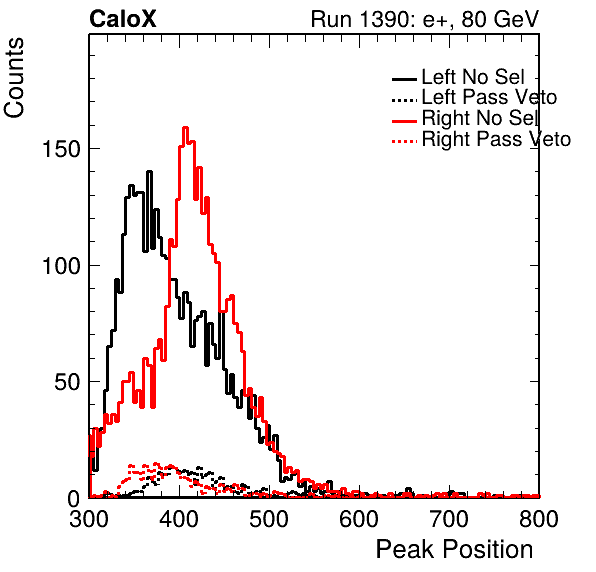 CaloX Run 1390: e+, 80 GeV
Counts
Left No Sel
Left Pass Veto
Right No Sel
Right Pass Veto
150
100
50
0
300 400 500 600 700 800
Peak Position